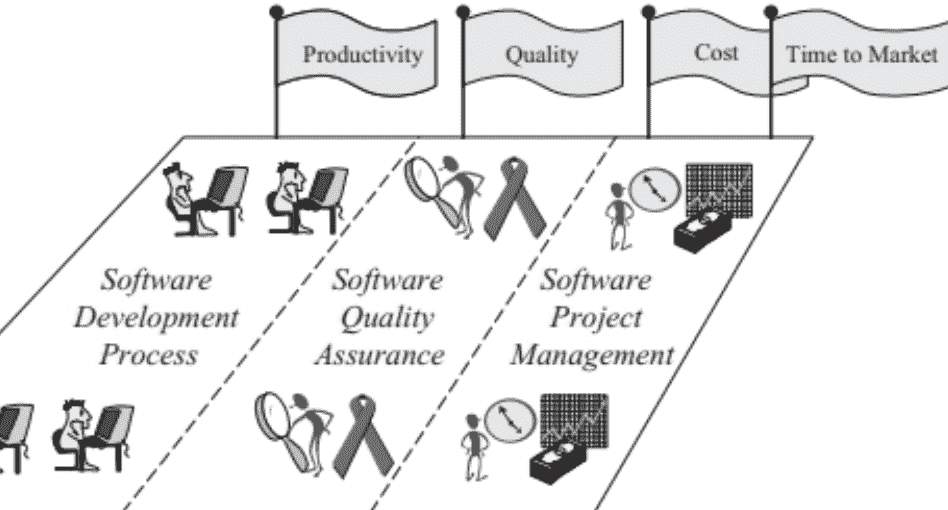 Productivity
Quality
Cost
Time to Market
Software
Development
Process
Software
Quality
Assurance
Software
Project
Management